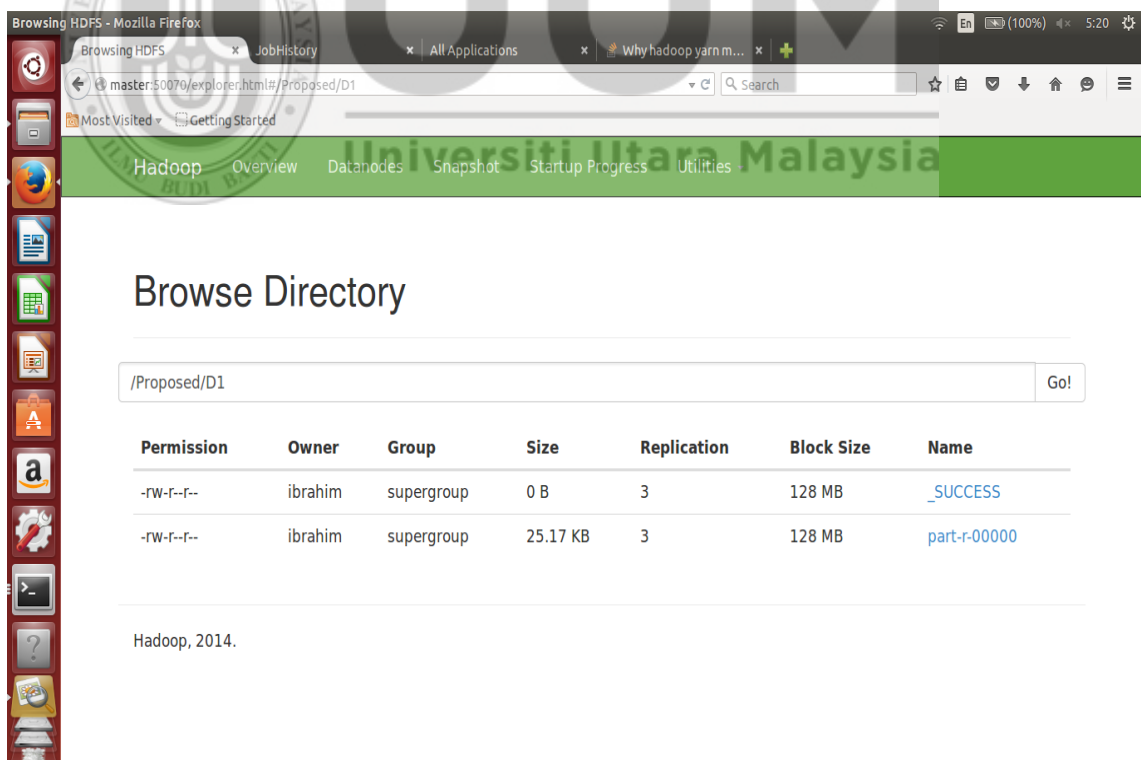 Browsing HDFS - Mozilla Firefox
En (100%) 5:20
Browsing HDFS × JobHistory × All Applications × Why hadoop yarn m... ×
master:50070/explorer.html#/Proposed/D1 Search
Most Visited Getting Started
Universiti Utara Malaysia
Hadoop Overview Datanodes Snapshot Startup Progress Utilities
BUDI
Browse Directory
/Proposed/D1 Go!
Permission Owner Group Size Replication Block Size Name
-rw-r--r-- ibrahim supergroup 0 B 3 128 MB _SUCCESS
-rw-r--r-- ibrahim supergroup 25.17 KB 3 128 MB part-r-00000
Hadoop, 2014.